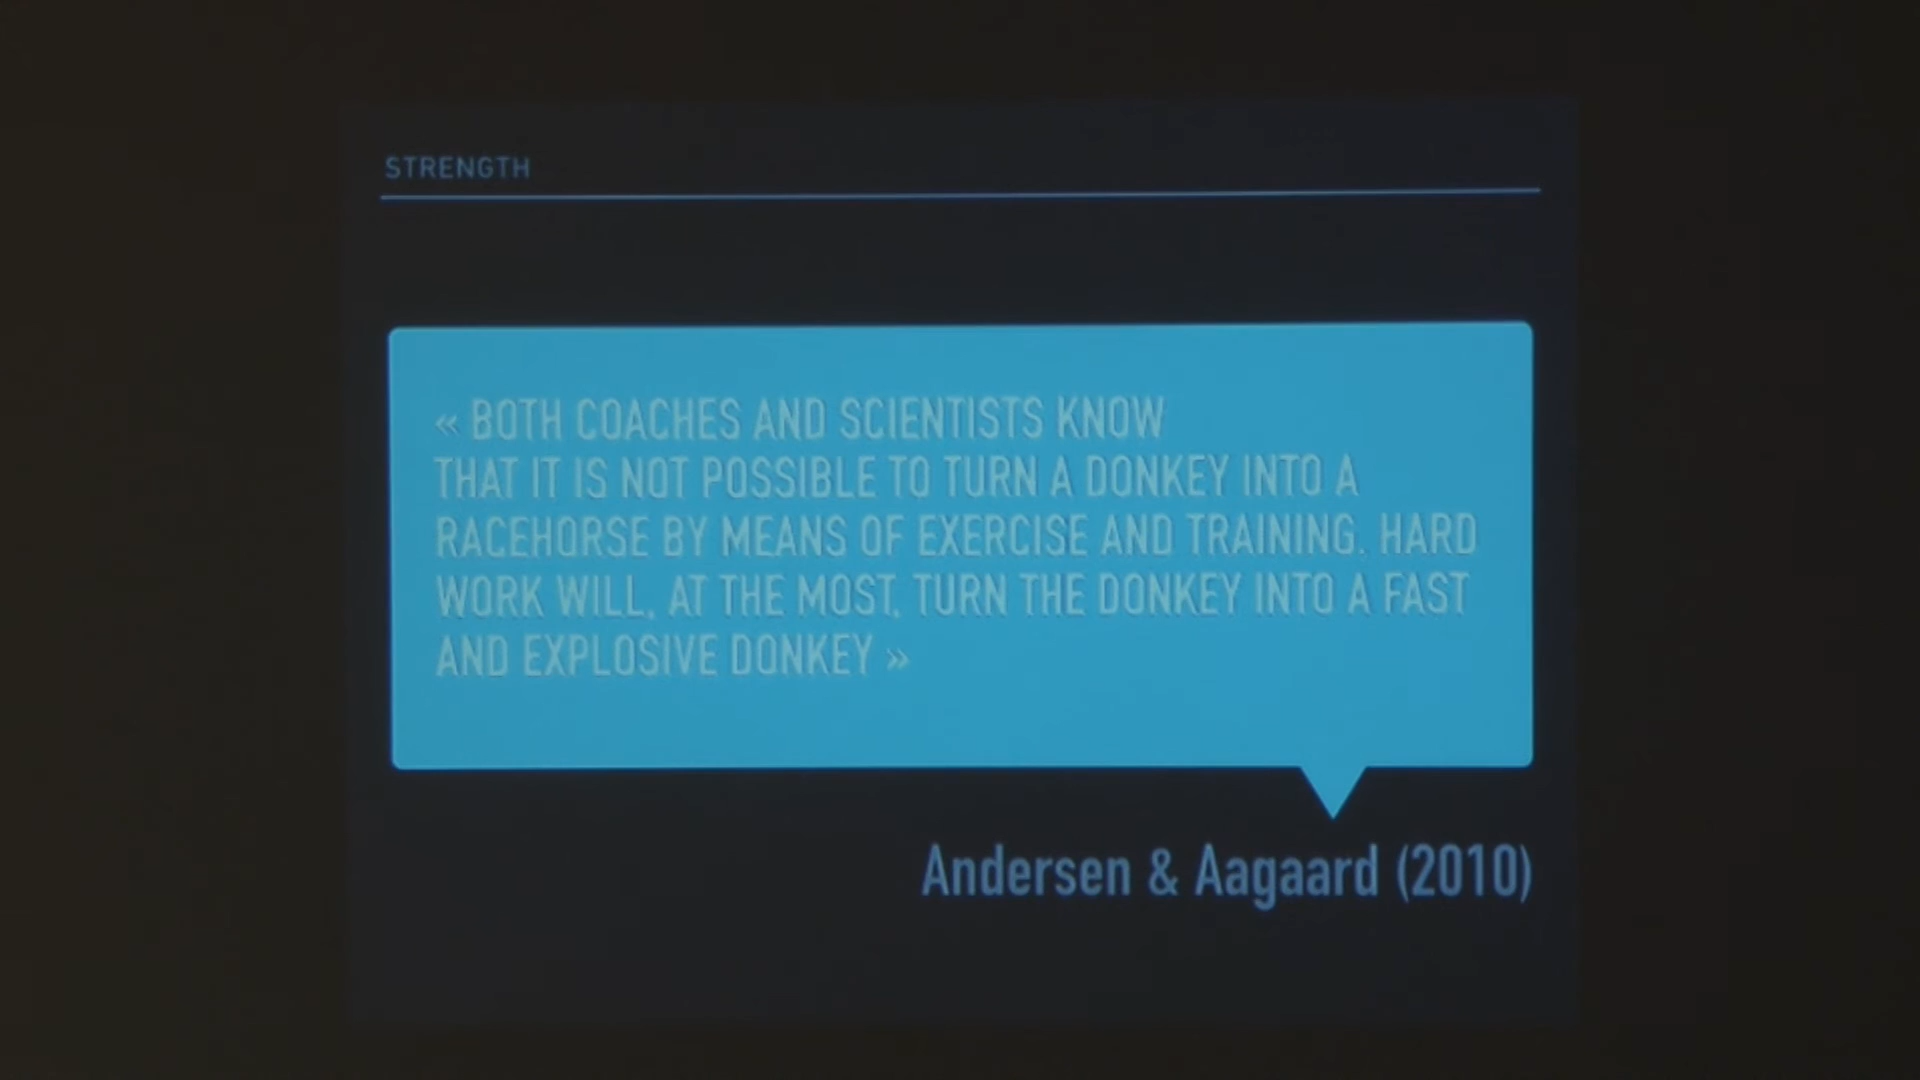 STRENGTH
« BOTH COACHES AND SCIENTISTS KNOW
THAT IT IS NOT POSSIBLE TO TURN A DONKEY INTO A
RACEHORSE BY MEANS OF EXERCISE AND TRAINING. HARD
WORK WILL, AT THE MOST, TURN THE DONKEY INTO A FAST
AND EXPLOSIVE DONKEY »
Andersen & Aagaard (2010)